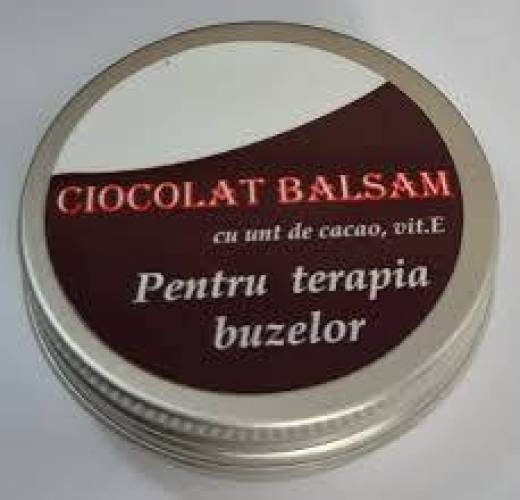 CIOCOLAT BALSAM
cu unt de cacao, vit.E
Pentru terapia
buzelor